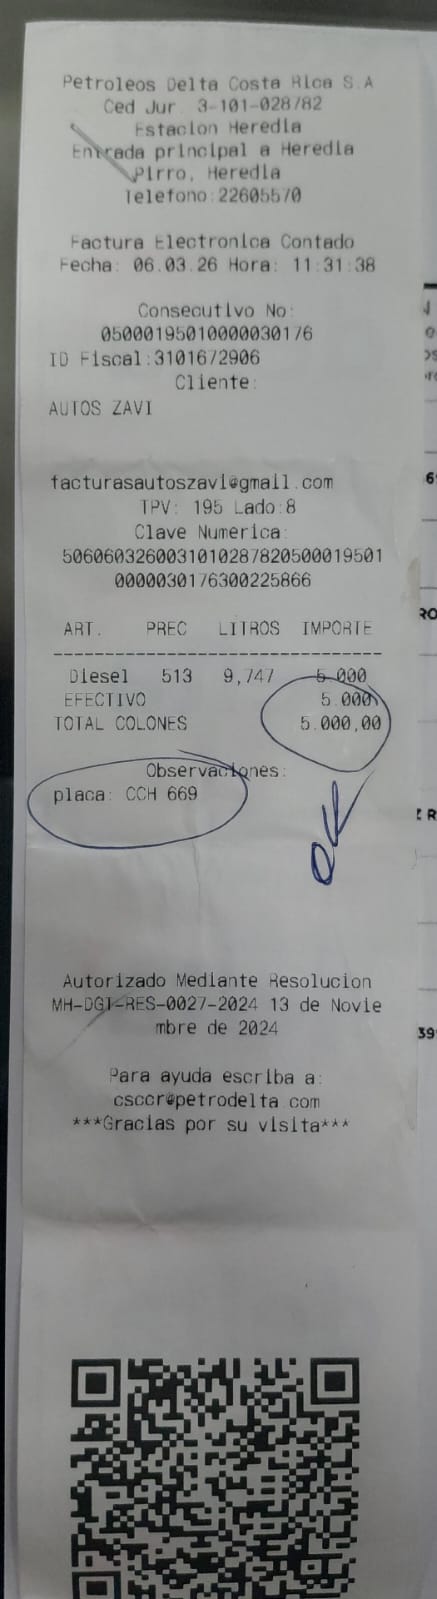 Petroleos Delta Costa Rica S.A
Ced Jur 3-101-028782
Estacion Heredia
Entrada principal a Heredia
Pirro, Heredia
Telefono:22605570
Factura Electronica Contado
Fecha: 06.03.26 Hora: 11:31:38
Consecutivo No:
05000195010000030176
ID Fiscal:3101672906
Cliente:
AUTOS ZAVI
facturasautoszavi@gmail.com
TPV: 195 Lado:8
Clave Numerica:
5060603260031010287820500019501
0000030176300225866
ART. PREC LITROS IMPORTE
Diesel 513 9,747 5.000
EFECTIVO 5.000
TOTAL COLONES 5.000,00
Observaciones:
placa: CCH 669
OK
Autorizado Mediante Resolucion
MH-DGT-RES-0027-2024 13 de Novie
mbre de 2024
Para ayuda escriba a:
csccr@petrodelta.com
***Gracias por su visita***